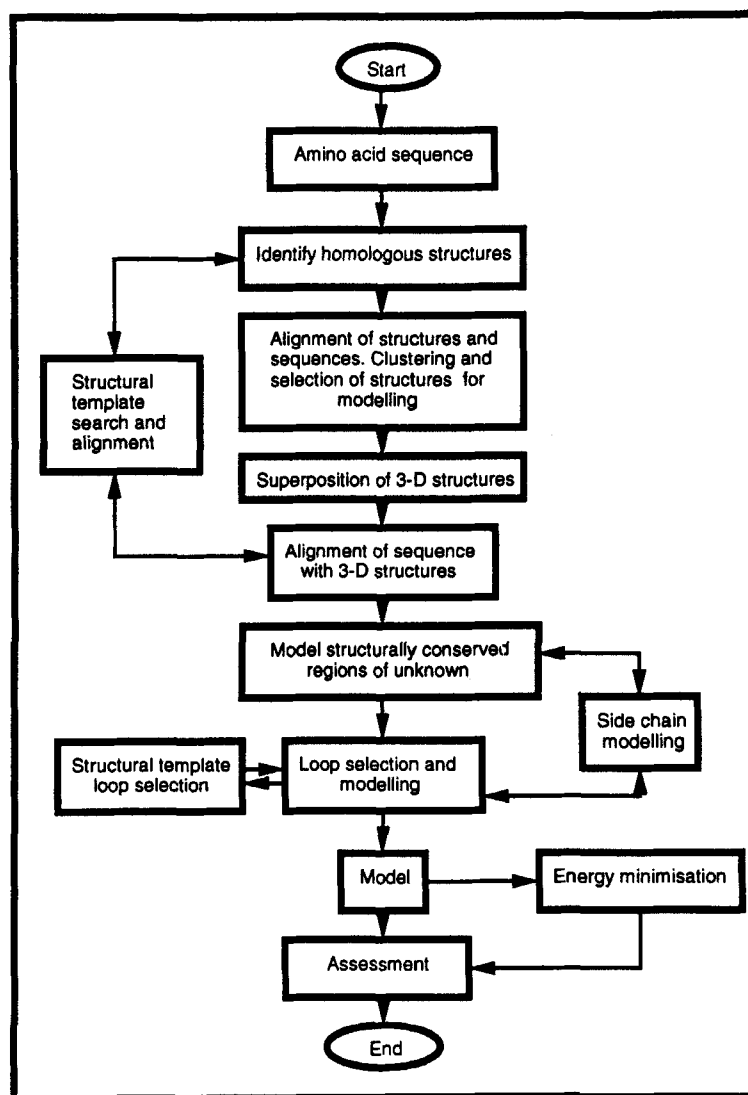 Start
Amino acid sequence
Identify homologous structures
Alignment of structures and
sequences. Clustering and
selection of structures for
modelling
Structural
template
search and
alignment
Superposition of 3-D structures
Alignment of sequence
with 3-D structures
Model structurally conserved
regions of unknown
Side chain
modelling
Structural template
loop selection
Loop selection and
modelling
Model
Energy minimisation
Assessment
End